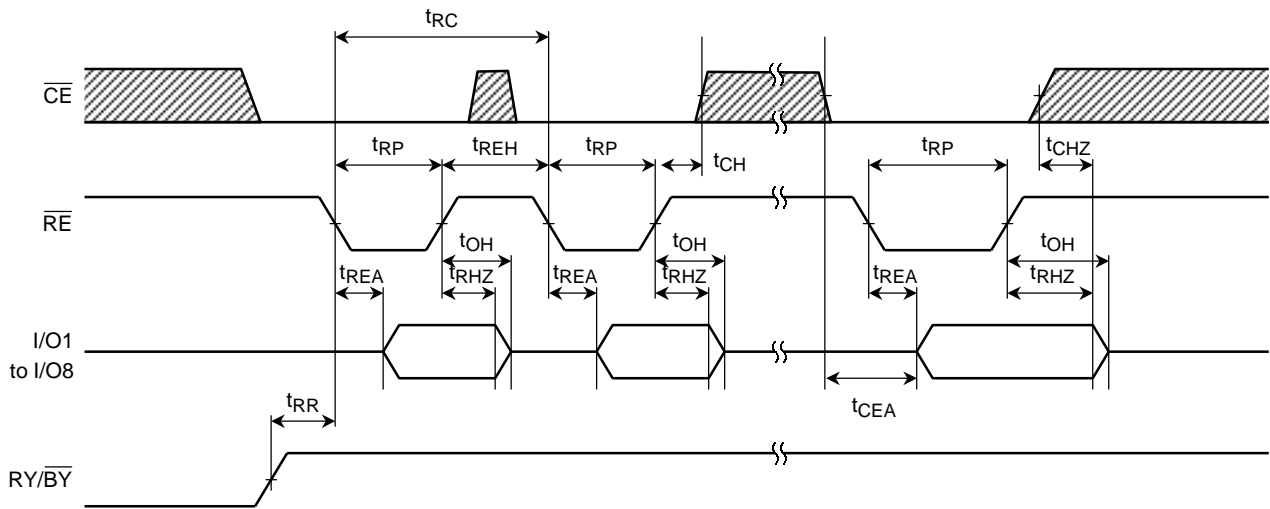 tRC
CE
tRP tREH tRP tCH tRP tCHZ
RE
tOH tOH tOH
tREA tRHZ tREA tRHZ tREA tRHZ
I/O1
to I/O8
tRR tCEA
RY/BY